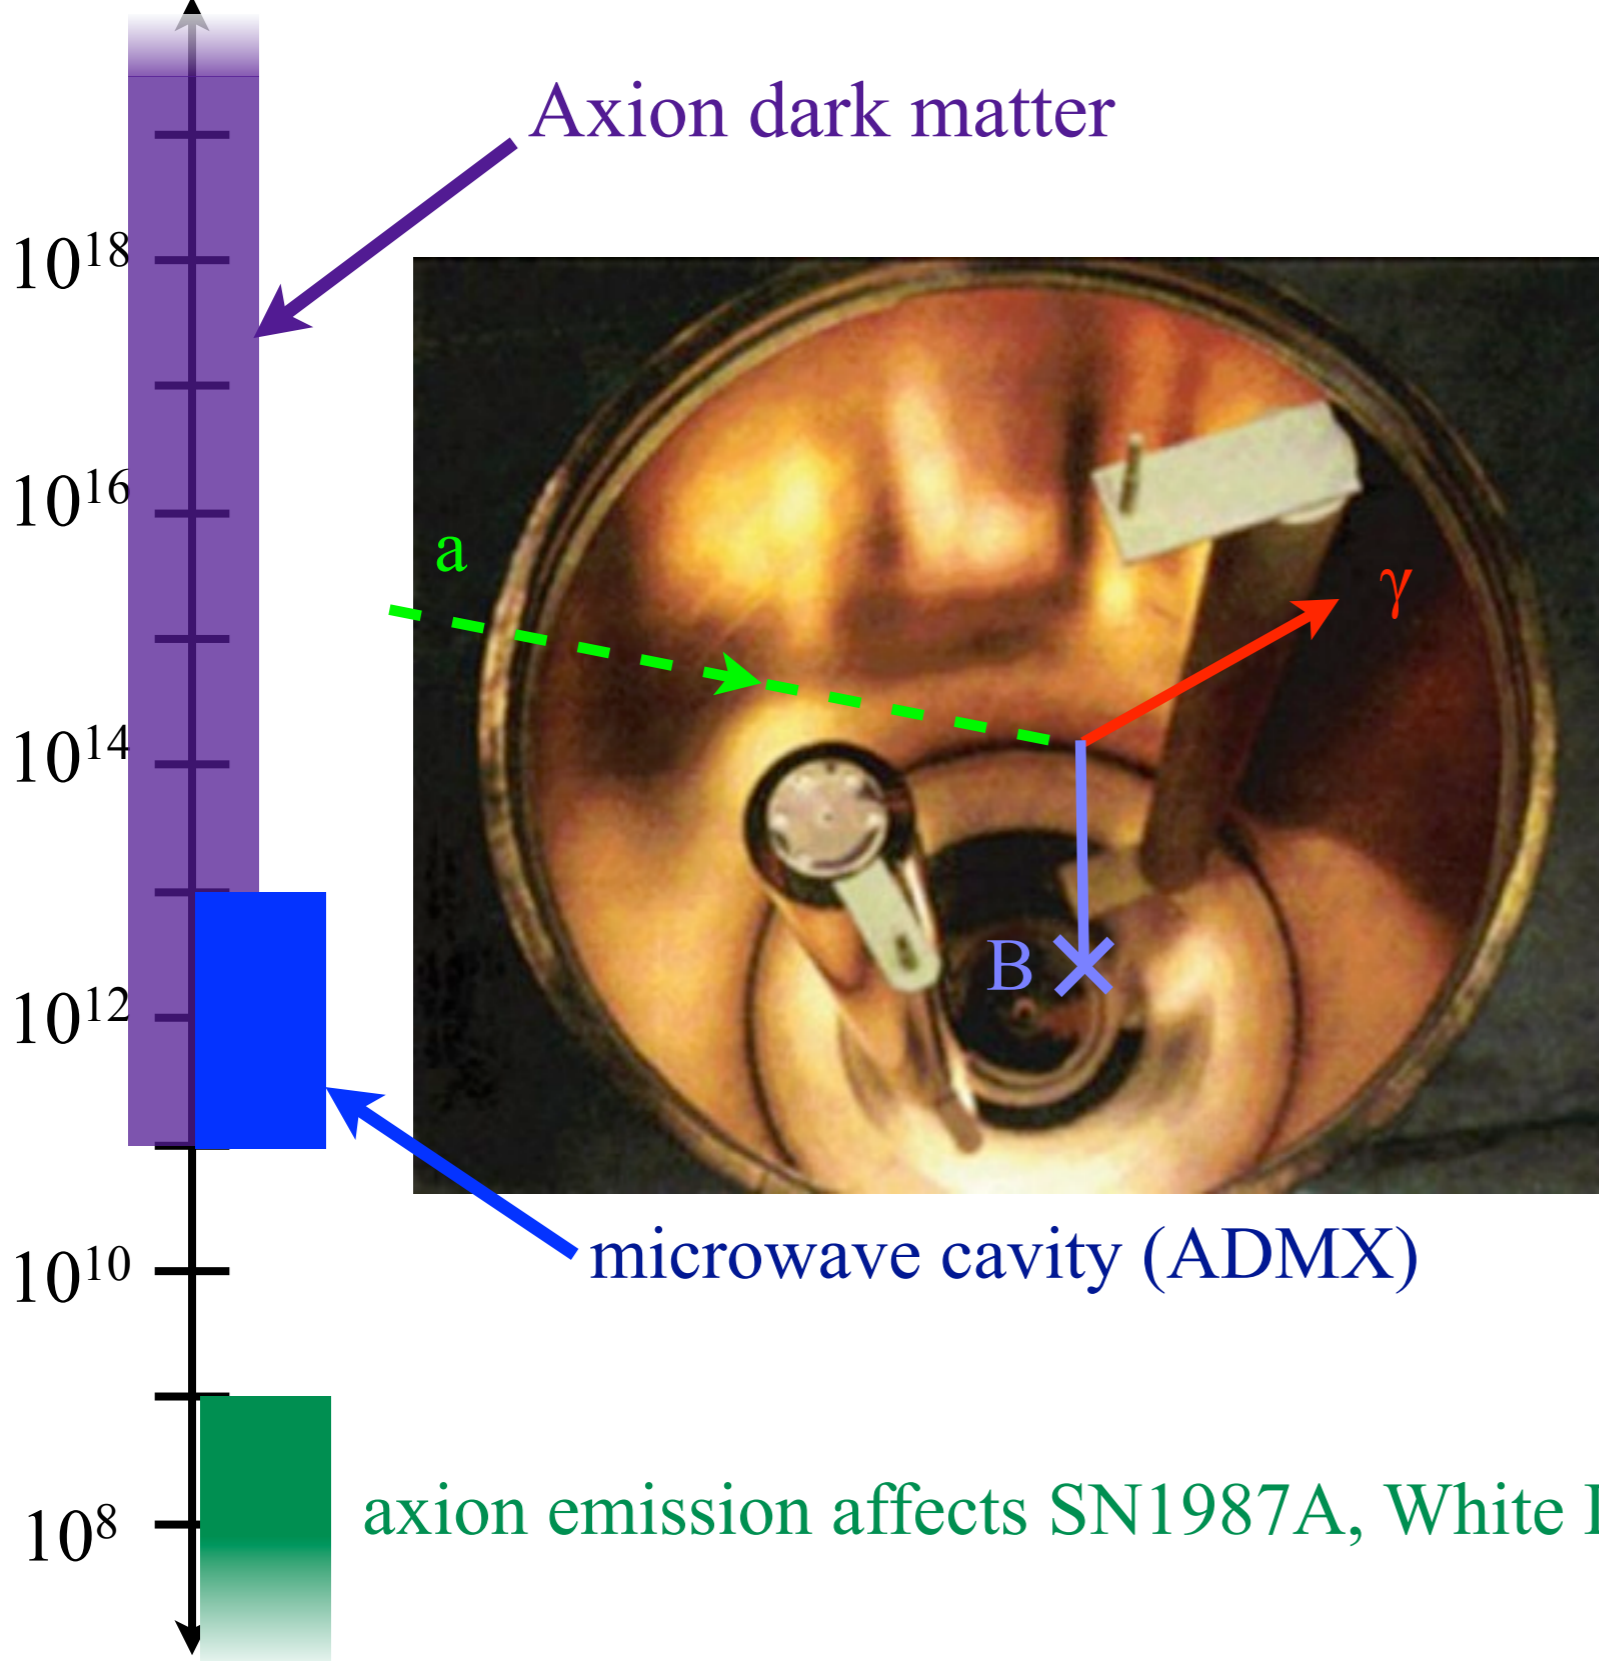 Axion dark matter
10¹⁸
10¹⁶
a
γ
10¹⁴
B
10¹²
microwave cavity (ADMX)
10¹⁰
axion emission affects SN1987A, White
10⁸